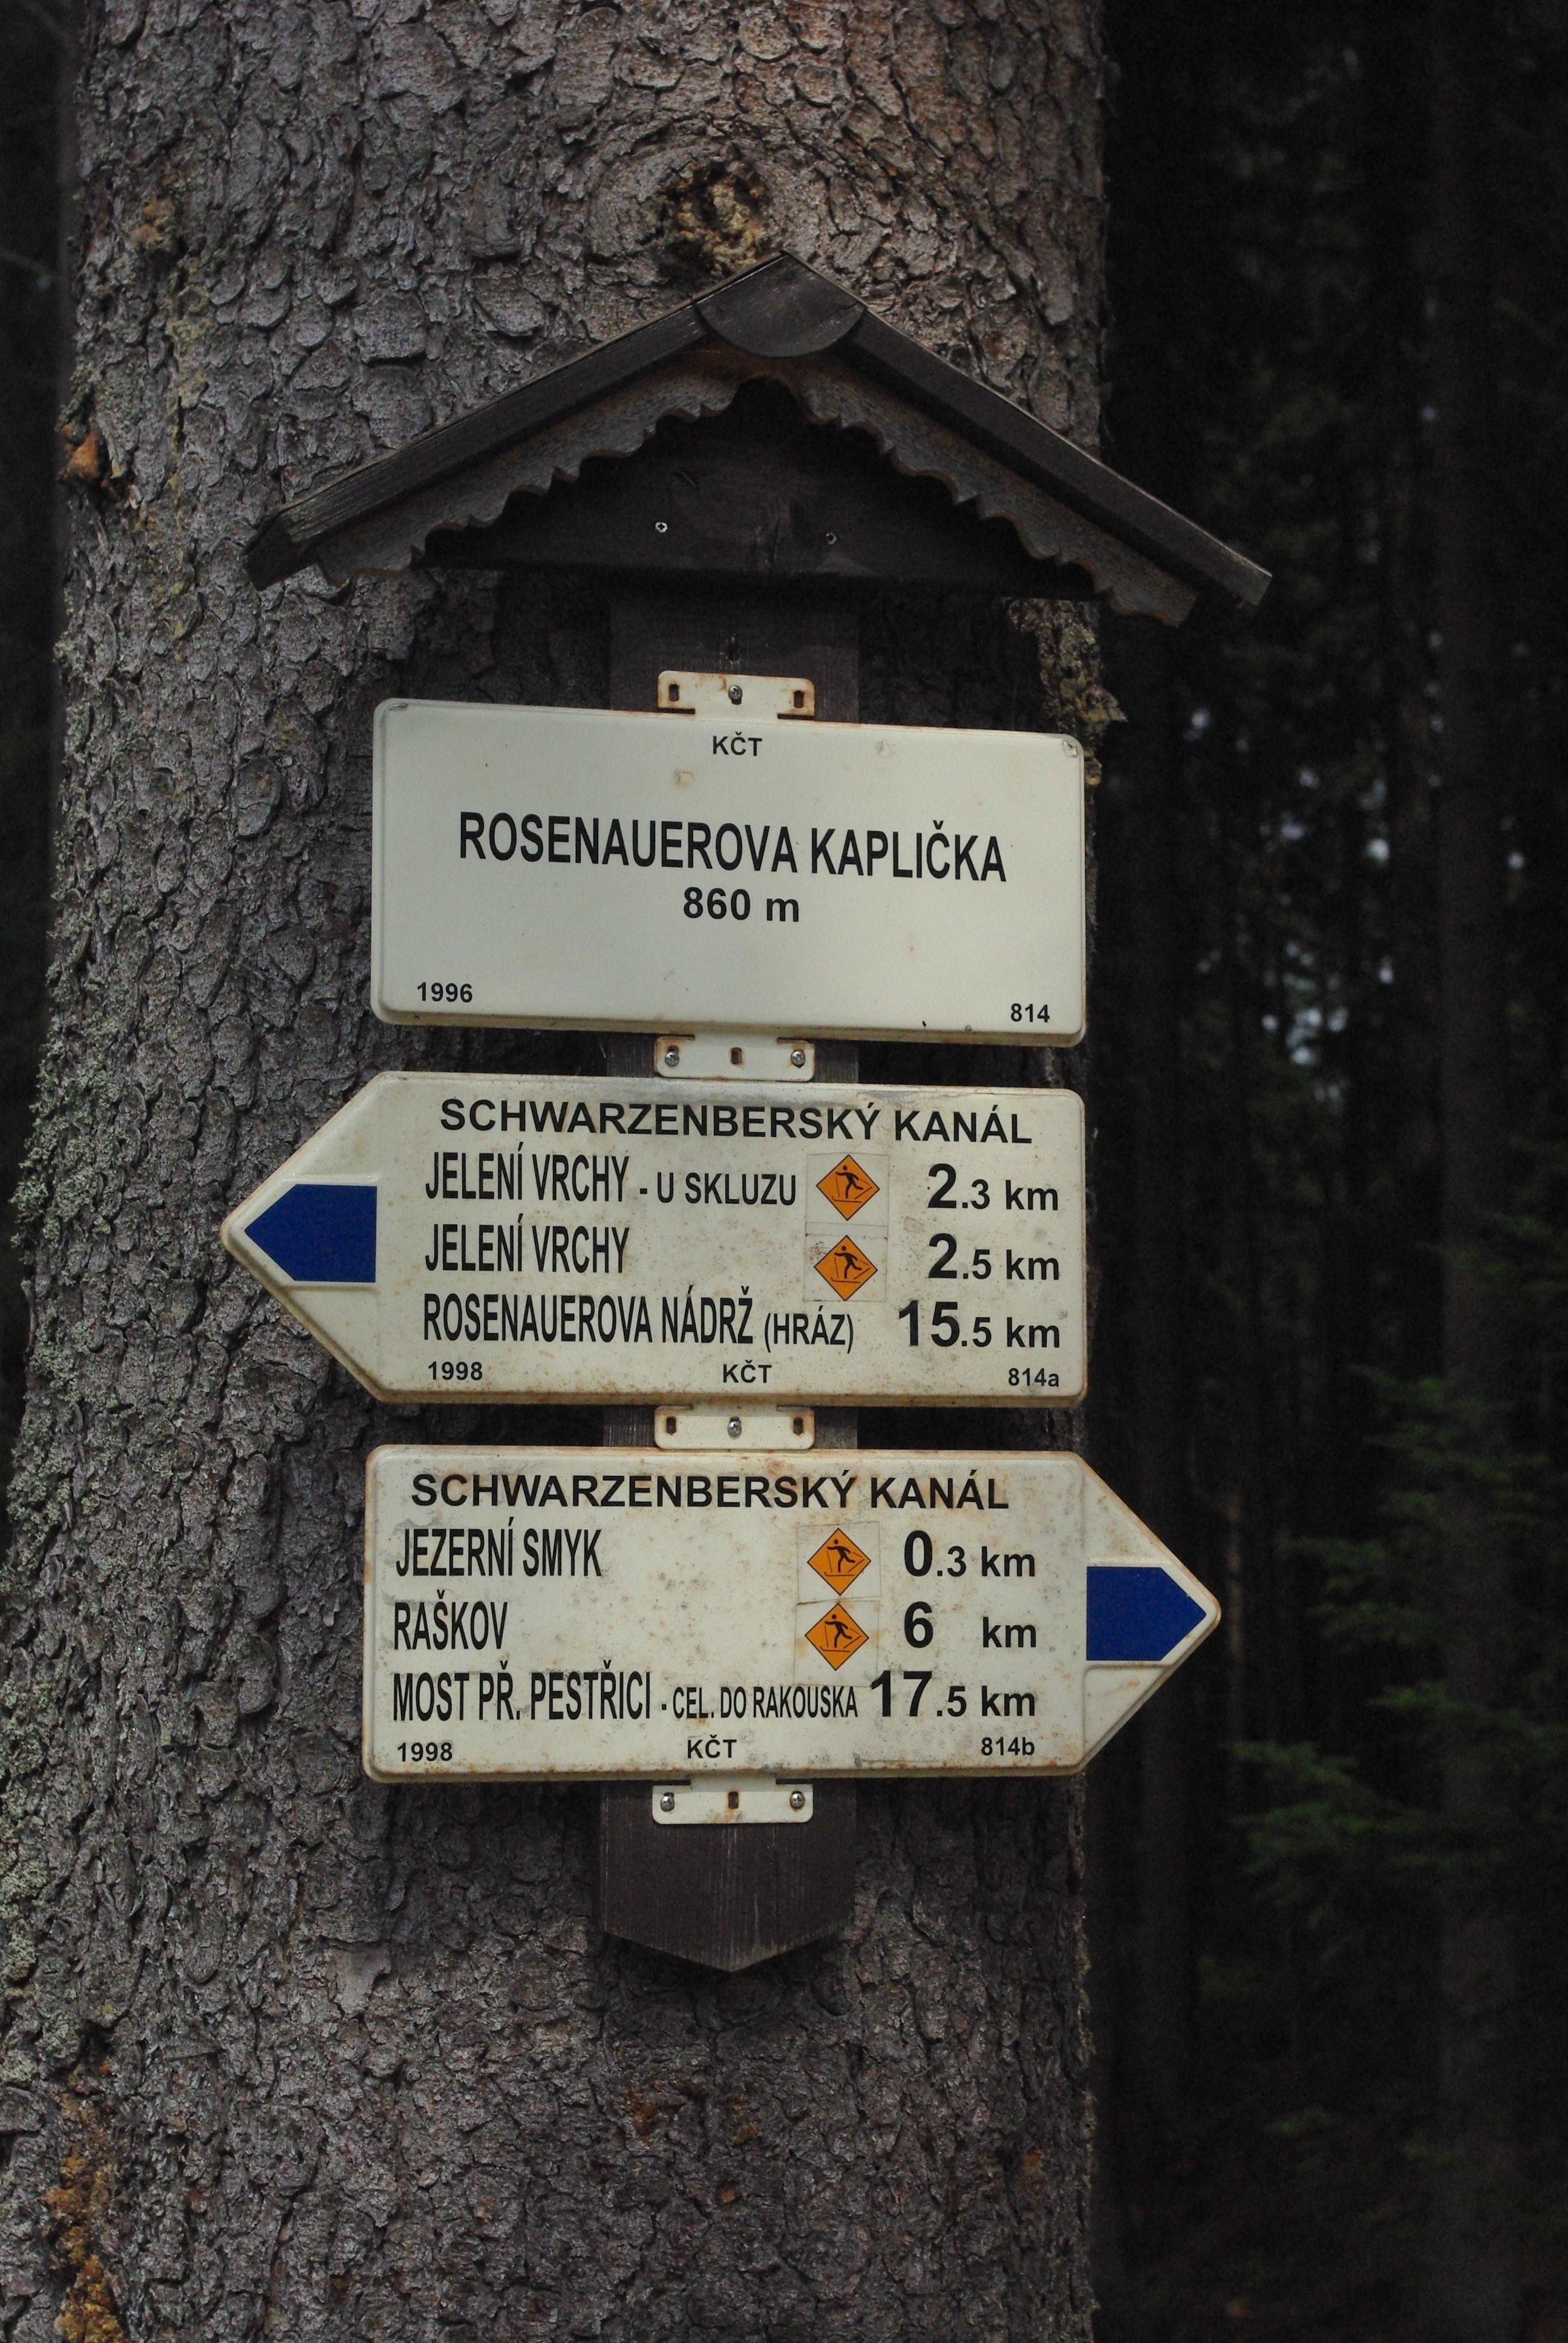 KČT
ROSENAUEROVA KAPLIČKA
860 m
1996 814
SCHWARZENBERSKÝ KANÁL
JELENÍ VRCHY - U SKLUZU 2.3 km
JELENÍ VRCHY 2.5 km
ROSENAUEROVA NÁDRŽ (HRÁZ) 15.5 km
1998 KČT 814a
SCHWARZENBERSKÝ KANÁL
JEZERNÍ SMYK 0.3 km
RAŠKOV 6 km
MOST PŘ. PESTŘICI - CEL. DO RAKOUSKA 17.5 km
1998 KČT 814b